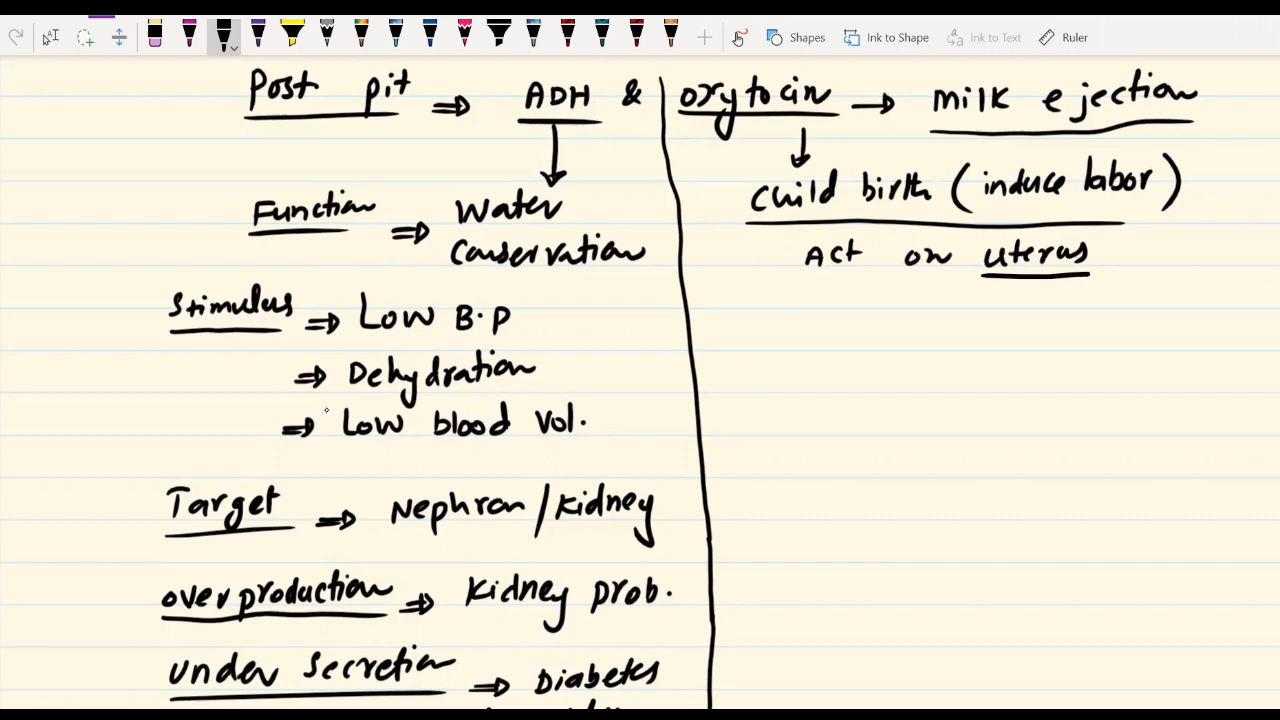 Shapes Ink to Shape Ink to Text Ruler
Post pit ⇒ ADH & oxytocin → milk ejection
Child birth (induce labor)
Function ⇒ Water
Conservation
Act on uterus
Stimulus ⇒ Low B.P
⇒ Dehydration
⇒ Low blood vol.
Target ⇒ Nephron/Kidney
over production ⇒ Kidney prob.
under secretion ⇒ Diabetes